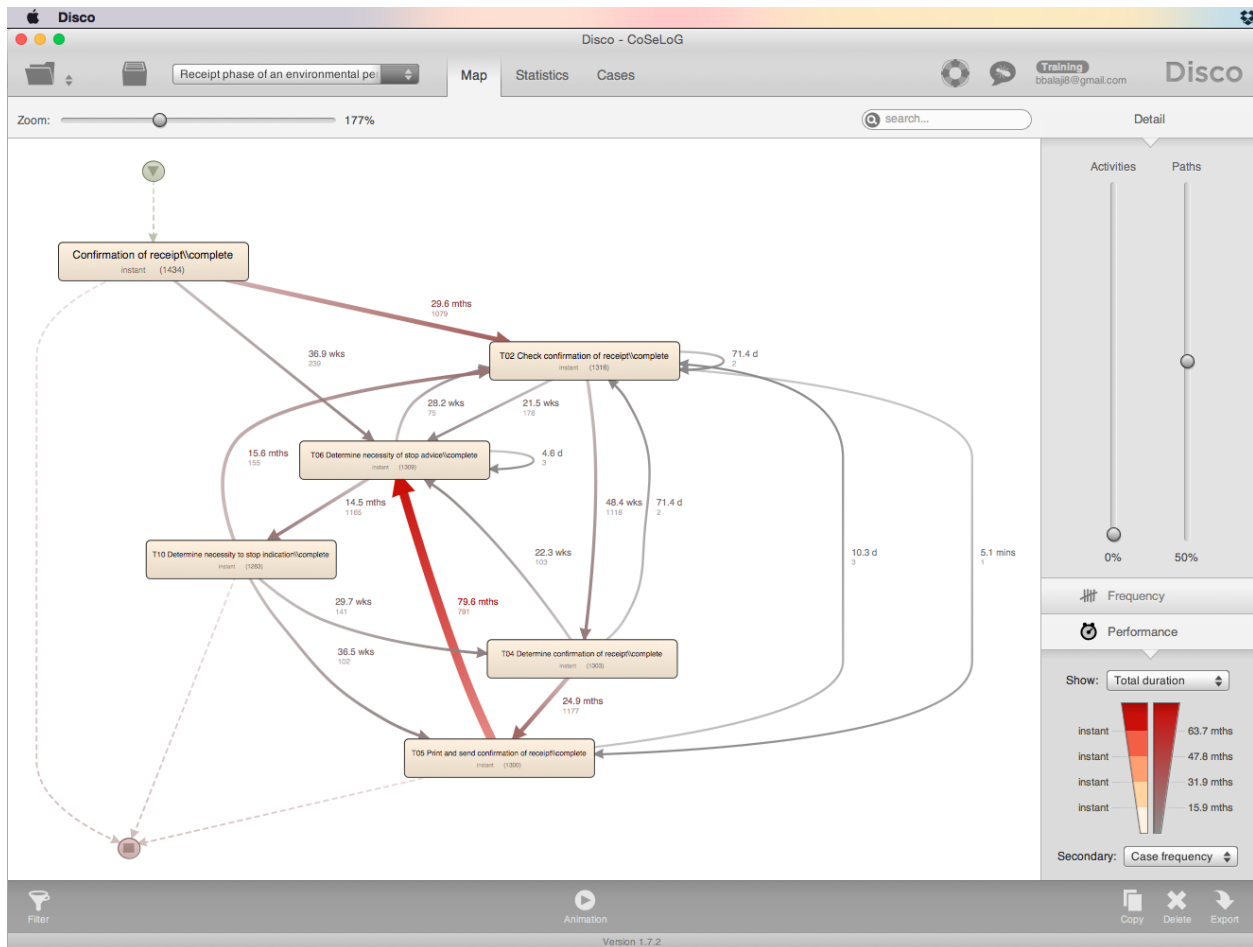 Disco
Disco - CoSeLoG
Receipt phase of an environmental per
Map
Statistics
Cases
Training
bbalaji8@gmail.com
Disco
Zoom:
177%
search...
Detail
Activities
Paths
Confirmation of receipt\\complete
instant (1434)
29.6 mths
1079
36.9 wks
239
T02 Check confirmation of receipt\\complete
instant (1316)
71.4 d
2
28.2 wks
75
21.5 wks
178
15.6 mths
155
T06 Determine necessity of stop advice\\complete
instant (1309)
4.6 d
3
14.5 mths
1165
48.4 wks
1118
71.4 d
2
T10 Determine necessity to stop indication\\complete
instant (1283)
22.3 wks
103
10.3 d
3
5.1 mins
1
0%
50%
29.7 wks
141
79.6 mths
791
Frequency
Performance
36.5 wks
102
T04 Determine confirmation of receipt\\complete
instant (1303)
24.9 mths
1177
Show:
Total duration
T05 Print and send confirmation of receipt\\complete
instant (1300)
instant
63.7 mths
instant
47.8 mths
instant
31.9 mths
instant
15.9 mths
Secondary:
Case frequency
Filter
Animation
Copy
Delete
Export
Version 1.7.2